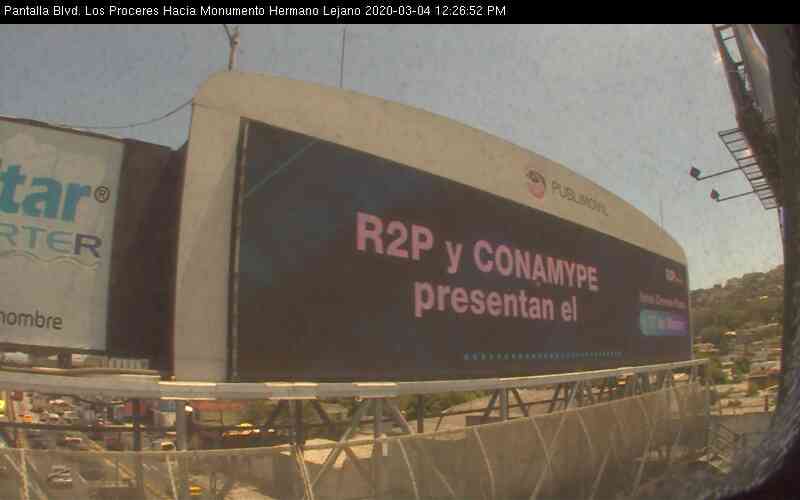 Pantalla Blvd. Los Proceres Hacia Monumento Hermano Lejano 2020-03-04 12:26:52 PM
PUBLIMOVIL
R2P y CONAMYPE
presentan el
tar®
RTER
nombre